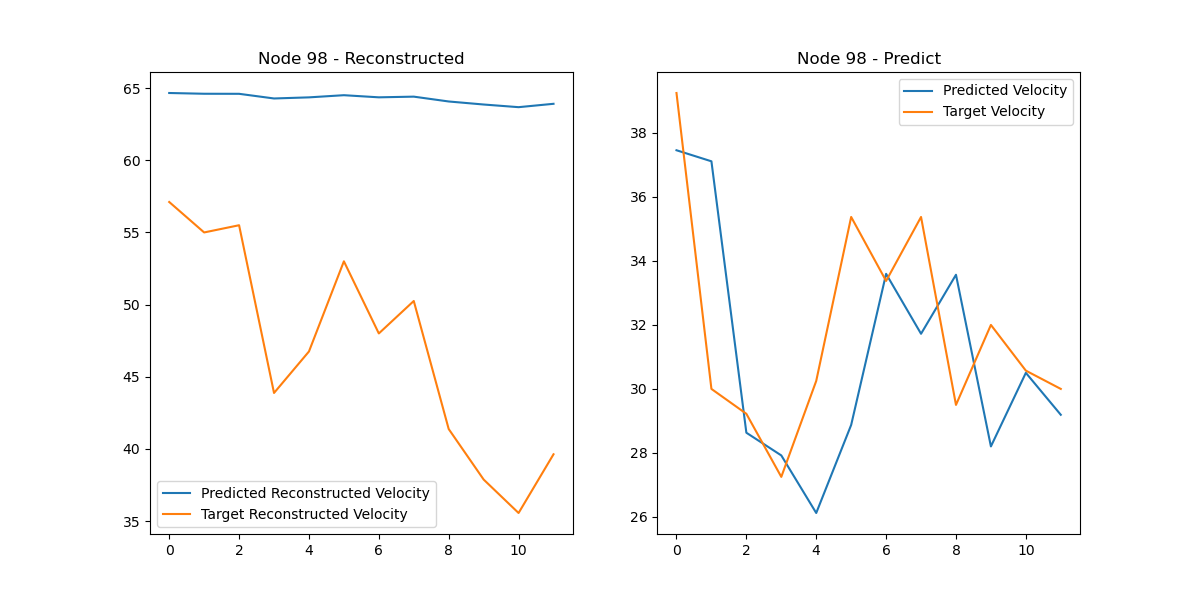 Node 98 - Reconstructed
65
60
55
50
45
40
35
Predicted Reconstructed Velocity
Target Reconstructed Velocity
0 2 4 6 8 10
Node 98 - Predict
Predicted Velocity
Target Velocity
38
36
34
32
30
28
26
0 2 4 6 8 10